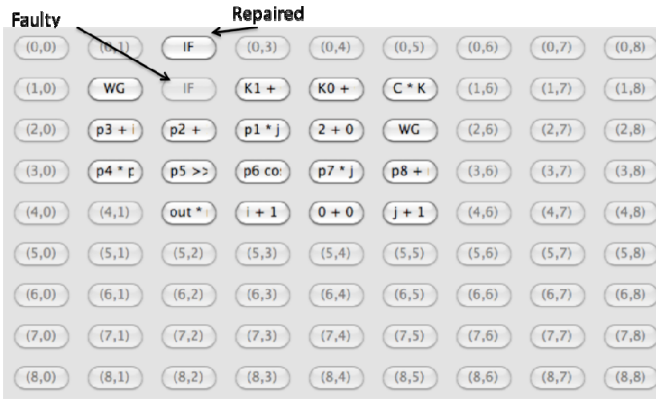 Faulty Repaired
(0,0) (0,1) IF (0,3) (0,4) (0,5) (0,6) (0,7) (0,8)
(1,0) WG IF K1 + K0 + C * K (1,6) (1,7) (1,8)
(2,0) p3 + p2 + p1 * j 2 + 0 WG (2,6) (2,7) (2,8)
(3,0) p4 * p p5 >> p6 co: p7 * j p8 + (3,6) (3,7) (3,8)
(4,0) (4,1) out * i + 1 0 + 0 j + 1 (4,6) (4,7) (4,8)
(5,0) (5,1) (5,2) (5,3) (5,4) (5,5) (5,6) (5,7) (5,8)
(6,0) (6,1) (6,2) (6,3) (6,4) (6,5) (6,6) (6,7) (6,8)
(7,0) (7,1) (7,2) (7,3) (7,4) (7,5) (7,6) (7,7) (7,8)
(8,0) (8,1) (8,2) (8,3) (8,4) (8,5) (8,6) (8,7) (8,8)